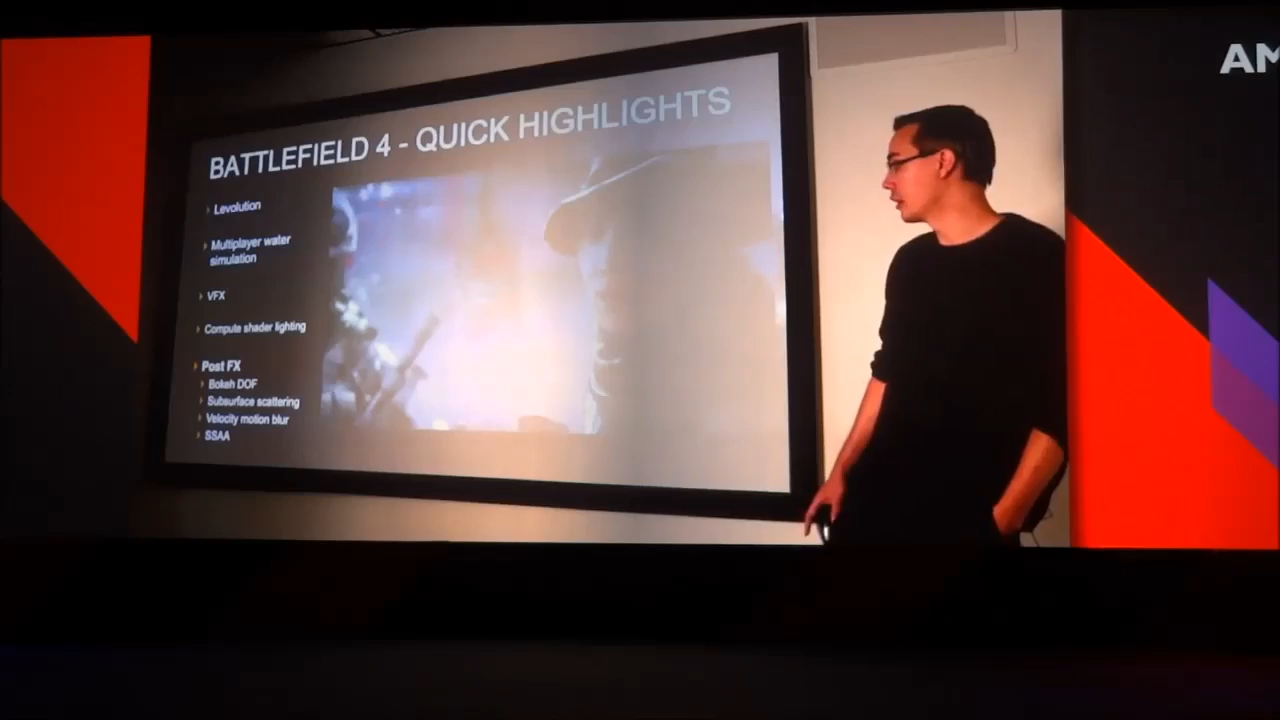 AM
BATTLEFIELD 4 - QUICK HIGHLIGHTS
Levolution
Multiplayer water
simulation
VFX
Compute shader lighting
Post FX
Bokeh DOF
Subsurface scattering
Velocity motion blur
SSAA